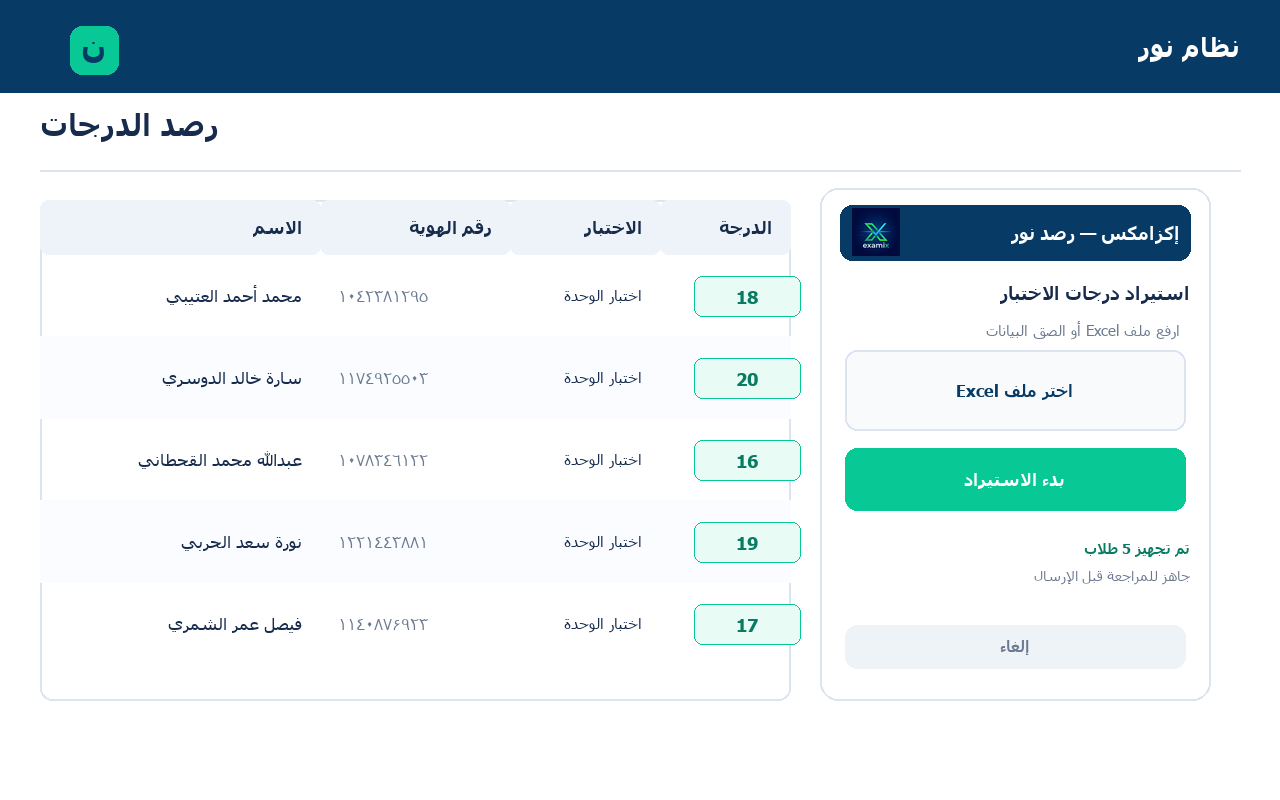 نظام نور
ن
رصد الدرجات
إكزامكس — رصد نور
examix
استيراد درجات الاختبار
ارفع ملف Excel أو الصق البيانات
اختر ملف Excel
بدء الاستيراد
تم تجهيز 5 طلاب
جاهز للمراجعة قبل الإرسال
إلغاء
الدرجة الاختبار رقم الهوية الاسم
18 اختبار الوحدة ١٠٤٢٣٨١٢٩٥ محمد أحمد العتيبي
20 اختبار الوحدة ١١٧٤٩٢٥٥٠٣ سارة خالد الدوسري
16 اختبار الوحدة ١٠٧٨٣٤٦١٢٢ عبدالله محمد القحطاني
19 اختبار الوحدة ١٢٢١٤٤٣٨٨١ نورة سعد الحربي
17 اختبار الوحدة ١١٤٠٨٧۶٩٢٣ فيصل عمر الشمري